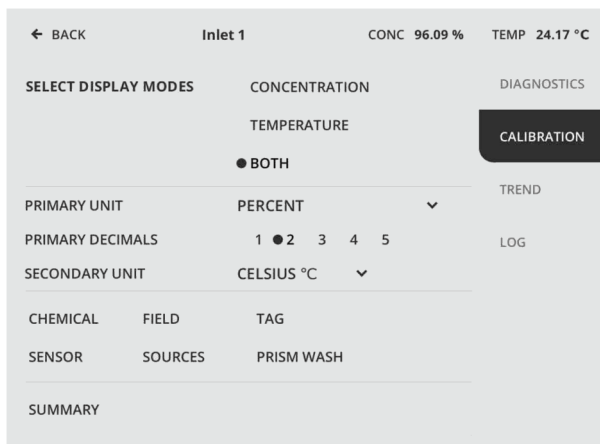 ← BACK Inlet 1 CONC 96.09 % TEMP 24.17 °C
SELECT DISPLAY MODES CONCENTRATION DIAGNOSTICS
TEMPERATURE CALIBRATION
BOTH
TREND
PRIMARY UNIT PERCENT
PRIMARY DECIMALS 1 2 3 4 5 LOG
SECONDARY UNIT CELSIUS °C
CHEMICAL FIELD TAG
SENSOR SOURCES PRISM WASH
SUMMARY